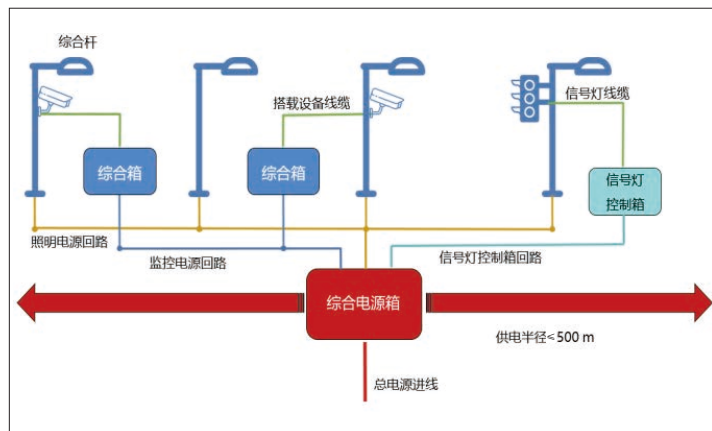 综合杆
搭载设备线缆
信号灯线缆
综合箱
综合箱
信号灯
控制箱
照明电源回路
监控电源回路
信号灯控制箱回路
综合电源箱
供电半径<500 m
总电源进线